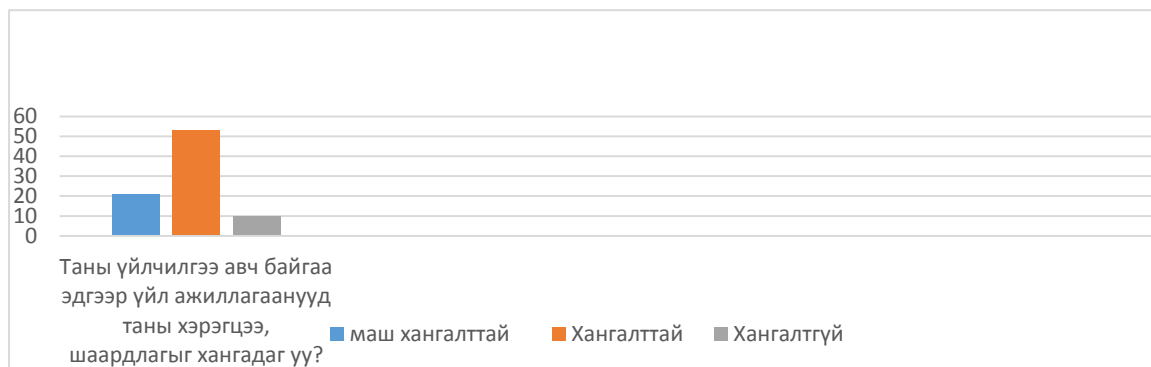 60
50
40
30
20
10
0
Таны үйлчилгээ авч байгаа
эдгээр үйл ажиллагаанууд
таны хэрэгцээ,
шаардлагыг хангадаг уу?
маш хангалттай Хангалттай Хангалтгүй